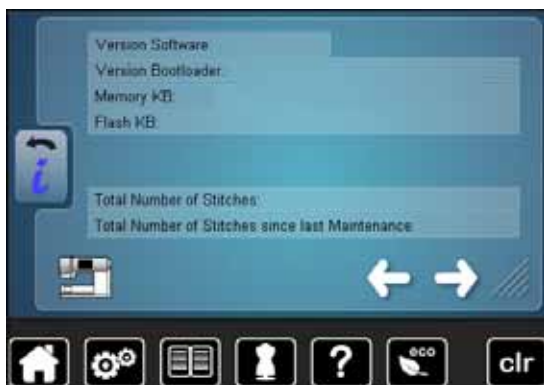 Version Software
Version Bootloader:
Memory KB:
Flash KB:
i
Total Number of Stitches:
Total Number of Stitches since last Maintenance:
?
eco
clr